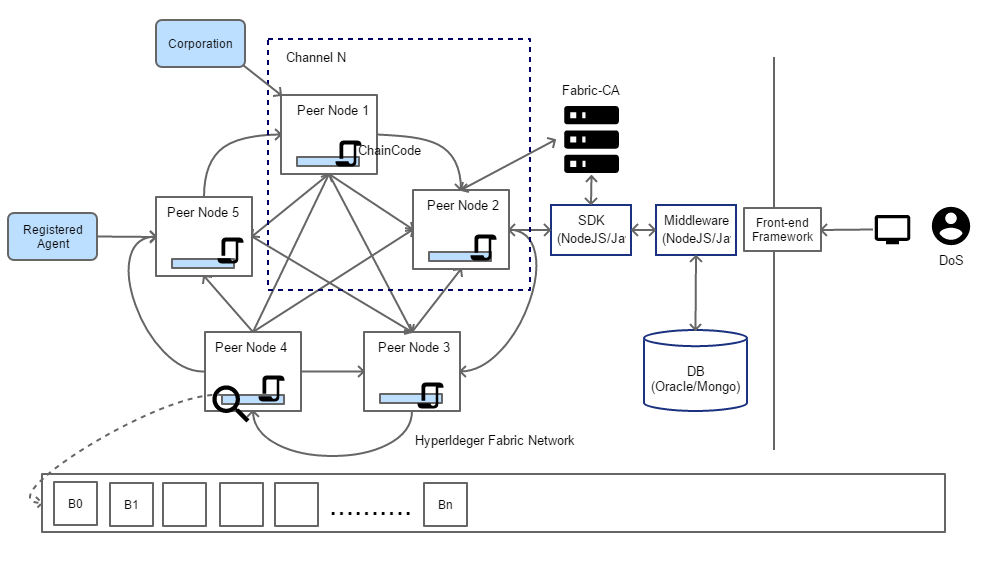 Corporation
Channel N
Peer Node 1
ChainCode
Fabric-CA
Peer Node 5
Peer Node 2
Registered
Agent
SDK
(NodeJS/Ja
Middleware
(NodeJS/Ja
Front-end
Framework
DoS
Peer Node 4
Peer Node 3
DB
(Oracle/Mongo)
Hyperldeger Fabric Network
B0
B1
..........
Bn